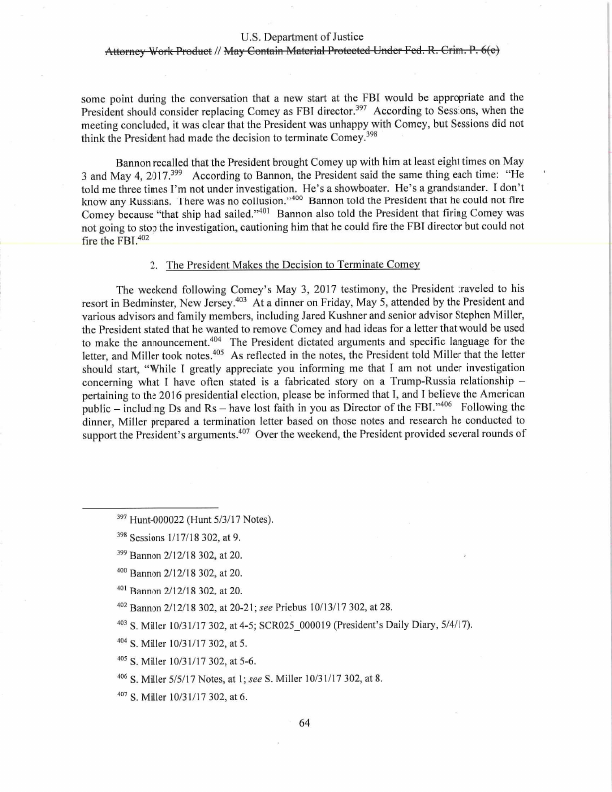 U.S. Department of Justice
Attorney Work Product // May Contain Material Protected Under Fed. R. Crim. P. 6(e)
some point during the conversation that a new start at the FBI would be appropriate and the
President should consider replacing Comey as FBI director.397 According to Sessions, when the
meeting concluded, it was clear that the President was unhappy with Comey, but Sessions did not
think the President had made the decision to terminate Comey.398
Bannon recalled that the President brought Comey up with him at least eight times on May
3 and May 4, 2017.399 According to Bannon, the President said the same thing each time: “He
told me three times I’m not under investigation. He’s a showboater. He’s a grandstander. I don’t
know any Russians. There was no collusion.”400 Bannon told the President that he could not fire
Comey because “that ship had sailed.”401 Bannon also told the President that firing Comey was
not going to stop the investigation, cautioning him that he could fire the FBI director but could not
fire the FBI.402
2. The President Makes the Decision to Terminate Comey
The weekend following Comey’s May 3, 2017 testimony, the President traveled to his
resort in Bedminster, New Jersey.403 At a dinner on Friday, May 5, attended by the President and
various advisors and family members, including Jared Kushner and senior advisor Stephen Miller,
the President stated that he wanted to remove Comey and had ideas for a letter that would be used
to make the announcement.404 The President dictated arguments and specific language for the
letter, and Miller took notes.405 As reflected in the notes, the President told Miller that the letter
should start, “While I greatly appreciate you informing me that I am not under investigation
concerning what I have often stated is a fabricated story on a Trump-Russia relationship –
pertaining to the 2016 presidential election, please be informed that I, and I believe the American
public – including Ds and Rs – have lost faith in you as Director of the FBI.”406 Following the
dinner, Miller prepared a termination letter based on those notes and research he conducted to
support the President’s arguments.407 Over the weekend, the President provided several rounds of
397 Hunt-000022 (Hunt 5/3/17 Notes).
398 Sessions 1/17/18 302, at 9.
399 Bannon 2/12/18 302, at 20.
400 Bannon 2/12/18 302, at 20.
401 Bannon 2/12/18 302, at 20.
402 Bannon 2/12/18 302, at 20-21; see Priebus 10/13/17 302, at 28.
403 S. Miller 10/31/17 302, at 4-5; SCR025_000019 (President’s Daily Diary, 5/4/17).
404 S. Miller 10/31/17 302, at 5.
405 S. Miller 10/31/17 302, at 5-6.
406 S. Miller 5/5/17 Notes, at 1; see S. Miller 10/31/17 302, at 8.
407 S. Miller 10/31/17 302, at 6.
64